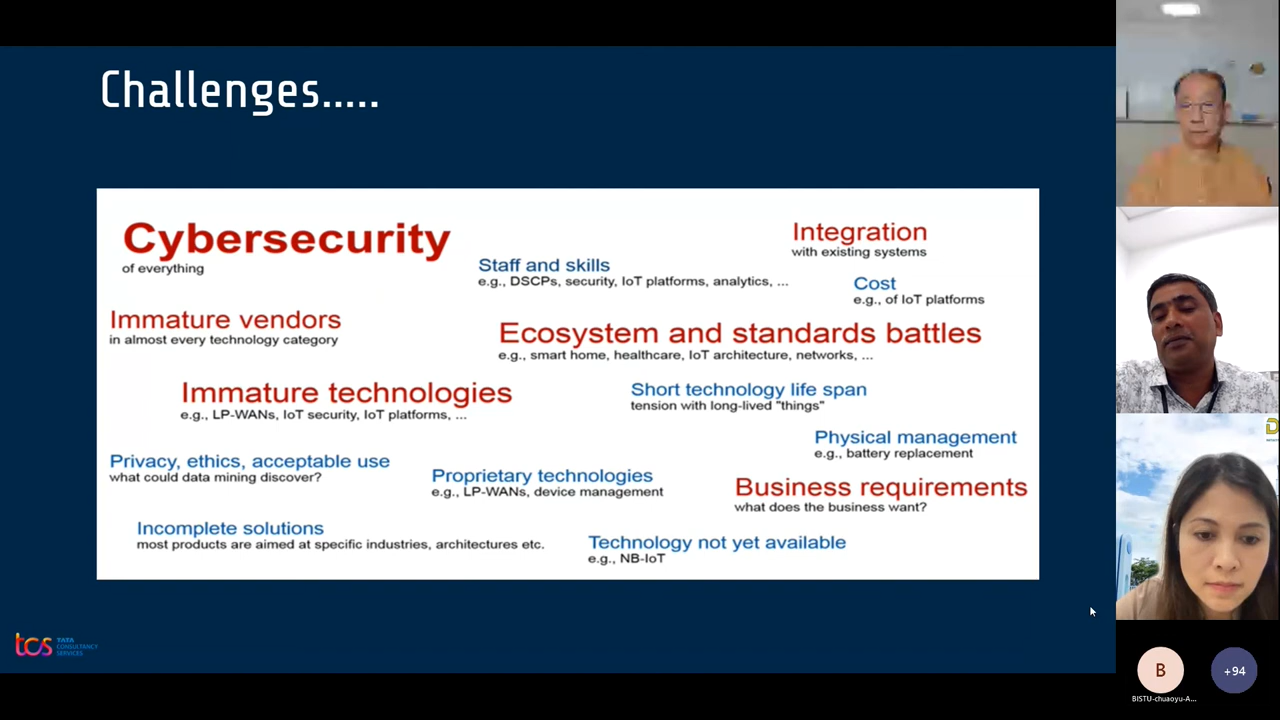 Challenges.....
Cybersecurity
of everything
Integration
with existing systems
Staff and skills
e.g., DSCPs, security, IoT platforms, analytics, ...
Cost
e.g., of IoT platforms
Immature vendors
in almost every technology category
Ecosystem and standards battles
e.g., smart home, healthcare, IoT architecture, networks, ...
Immature technologies
e.g., LP-WANs, IoT security, IoT platforms, ...
Short technology life span
tension with long-lived "things"
Physical management
e.g., battery replacement
Privacy, ethics, acceptable use
what could data mining discover?
Proprietary technologies
e.g., LP-WANs, device management
Business requirements
what does the business want?
Incomplete solutions
most products are aimed at specific industries, architectures etc.
Technology not yet available
e.g., NB-IoT
tcs TATA
CONSULTANCY
SERVICES
D
B
+94
BISTU-chuaoyu-A...